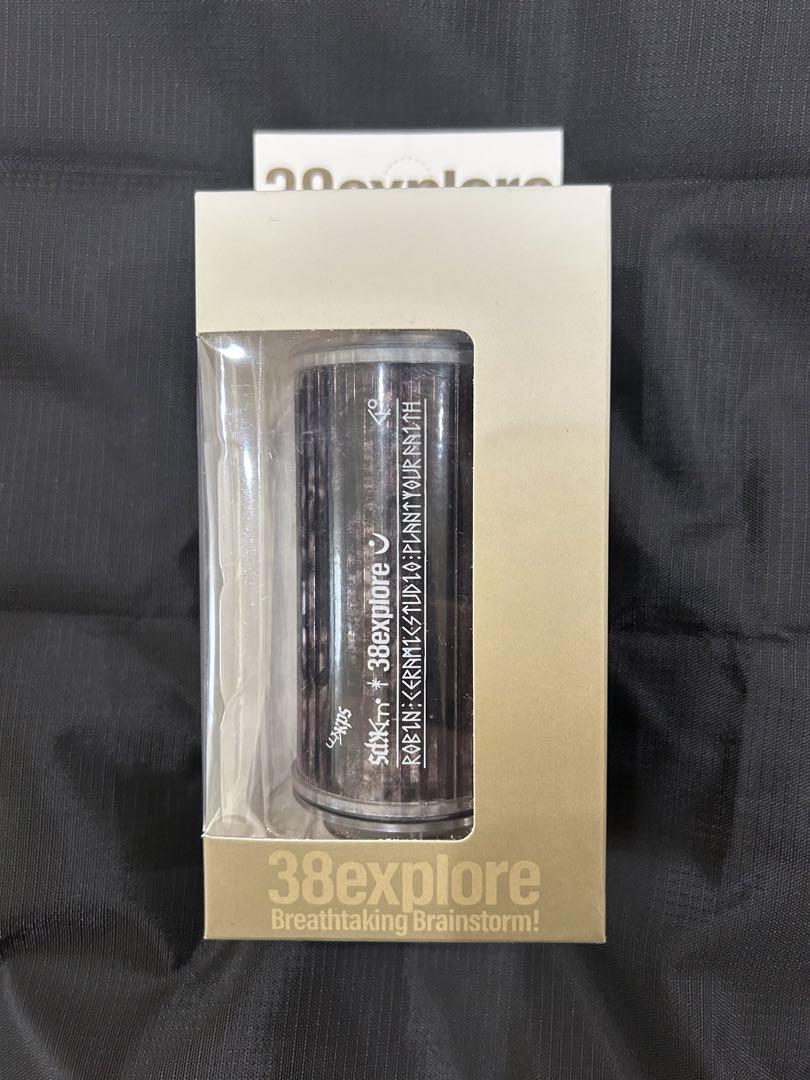 38explore
* 38explore
ROBIN:CERAMICSTUDIO:PLANTYOURFAITH
38explore
Breathtaking Brainstorm!